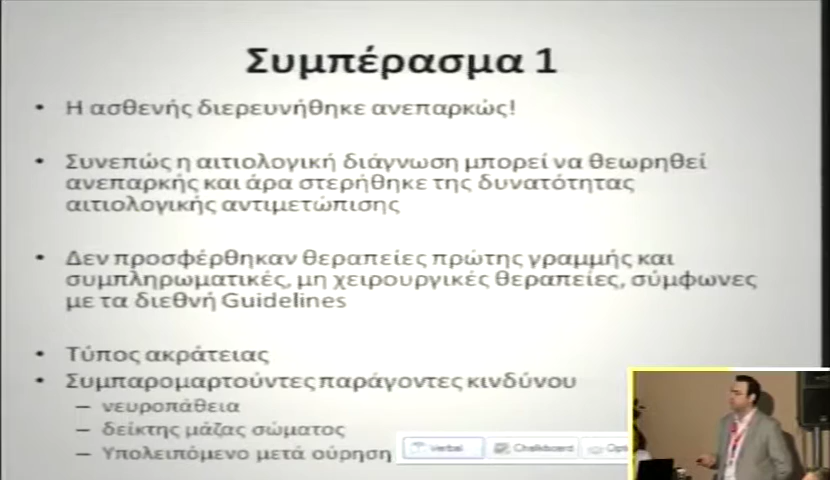 Συμπέρασμα 1
• Η ασθενής διερευνήθηκε ανεπαρκώς!
• Συνεπώς η αιτιολογική διάγνωση μπορεί να θεωρηθεί
ανεπαρκής και άρα στερήθηκε της δυνατότητας
αιτιολογικής αντιμετώπισης
• Δεν προσφέρθηκαν θεραπείες πρώτης γραμμής και
συμπληρωματικές, μη χειρουργικές θεραπείες, σύμφωνες
με τα διεθνή Guidelines
• Τύπος ακράτειας
• Συμπαρομαρτούντες παράγοντες κινδύνου
– νευροπάθεια
– δείκτης μάζας σώματος
– Υπολειπόμενο μετά ούρηση
Verbal Chalkboard